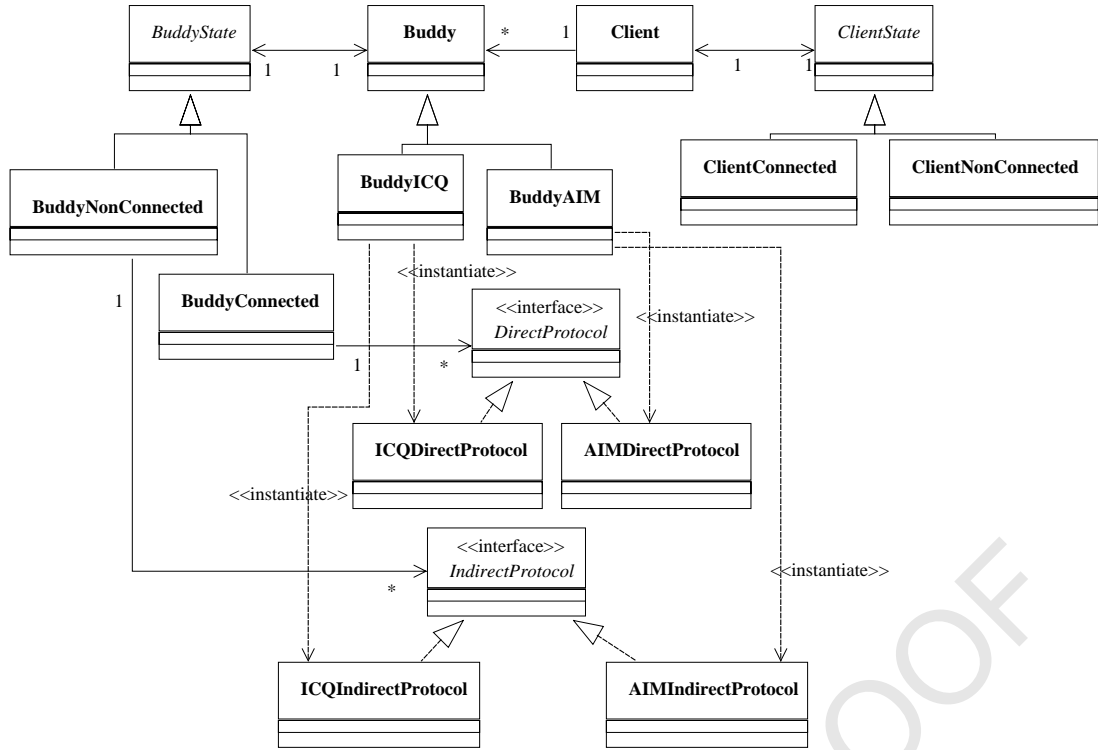 BuddyState
Buddy
Client
ClientState
*
1
1
1
1
1
BuddyNonConnected
BuddyICQ
BuddyAIM
ClientConnected
ClientNonConnected
<<instantiate>>
1
BuddyConnected
<<interface>>
DirectProtocol
<<instantiate>>
1
*
ICQDirectProtocol
AIMDirectProtocol
<<instantiate>>
<<interface>>
IndirectProtocol
<<instantiate>>
*
ICQIndirectProtocol
AIMIndirectProtocol
OOF